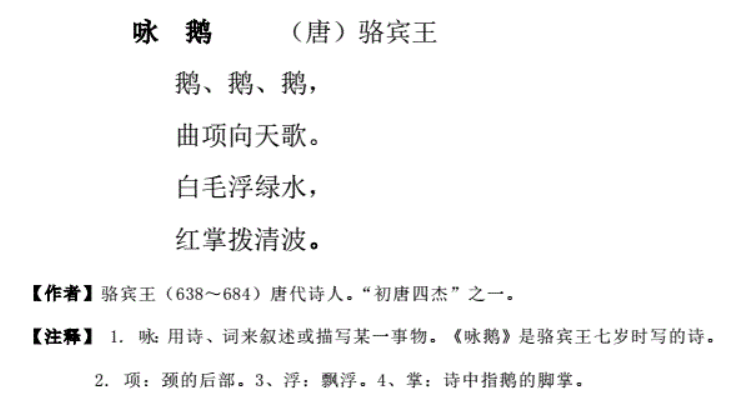 咏 鹅 （唐）骆宾王
鹅、鹅、鹅，
曲项向天歌。
白毛浮绿水，
红掌拨清波。
【作者】骆宾王（638～684）唐代诗人。“初唐四杰”之一。
【注释】 1. 咏：用诗、词来叙述或描写某一事物。《咏鹅》是骆宾王七岁时写的诗。
2. 项：颈的后部。3、浮：飘浮。4、掌：诗中指鹅的脚掌。